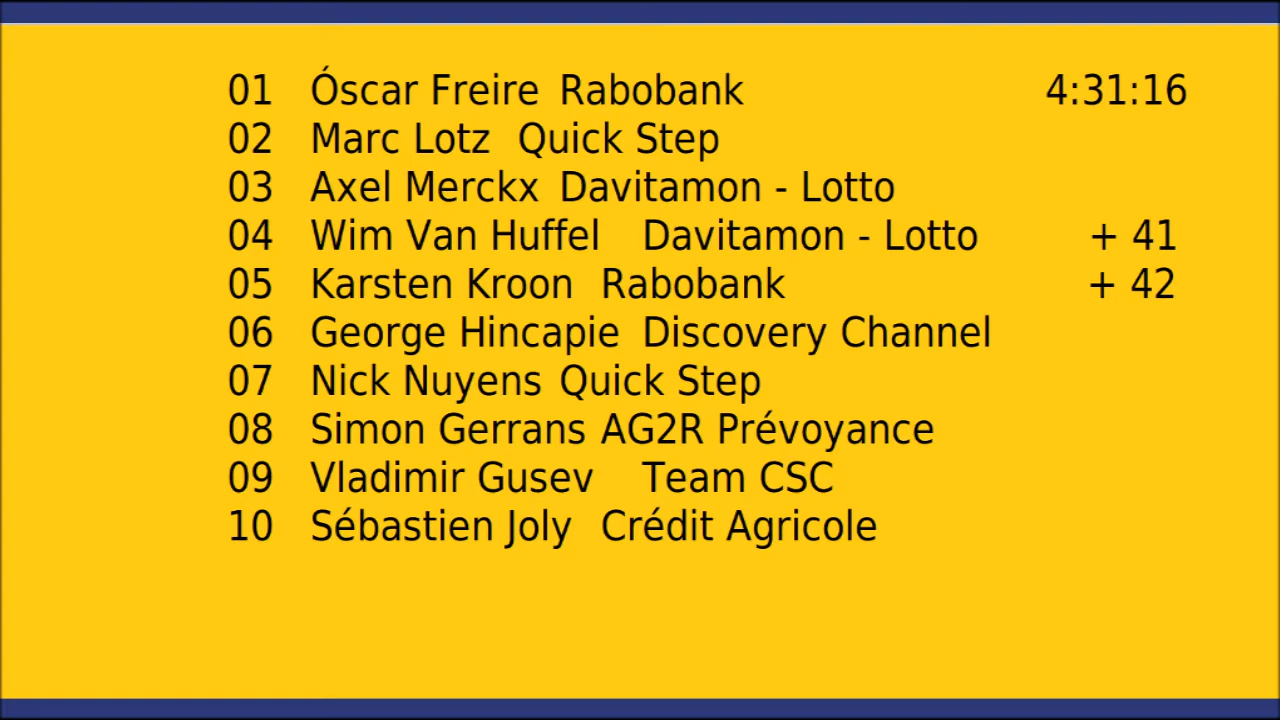 01 Óscar Freire Rabobank 4:31:16
02 Marc Lotz Quick Step
03 Axel Merckx Davitamon - Lotto
04 Wim Van Huffel Davitamon - Lotto + 41
05 Karsten Kroon Rabobank + 42
06 George Hincapie Discovery Channel
07 Nick Nuyens Quick Step
08 Simon Gerrans AG2R Prévoyance
09 Vladimir Gusev Team CSC
10 Sébastien Joly Crédit Agricole